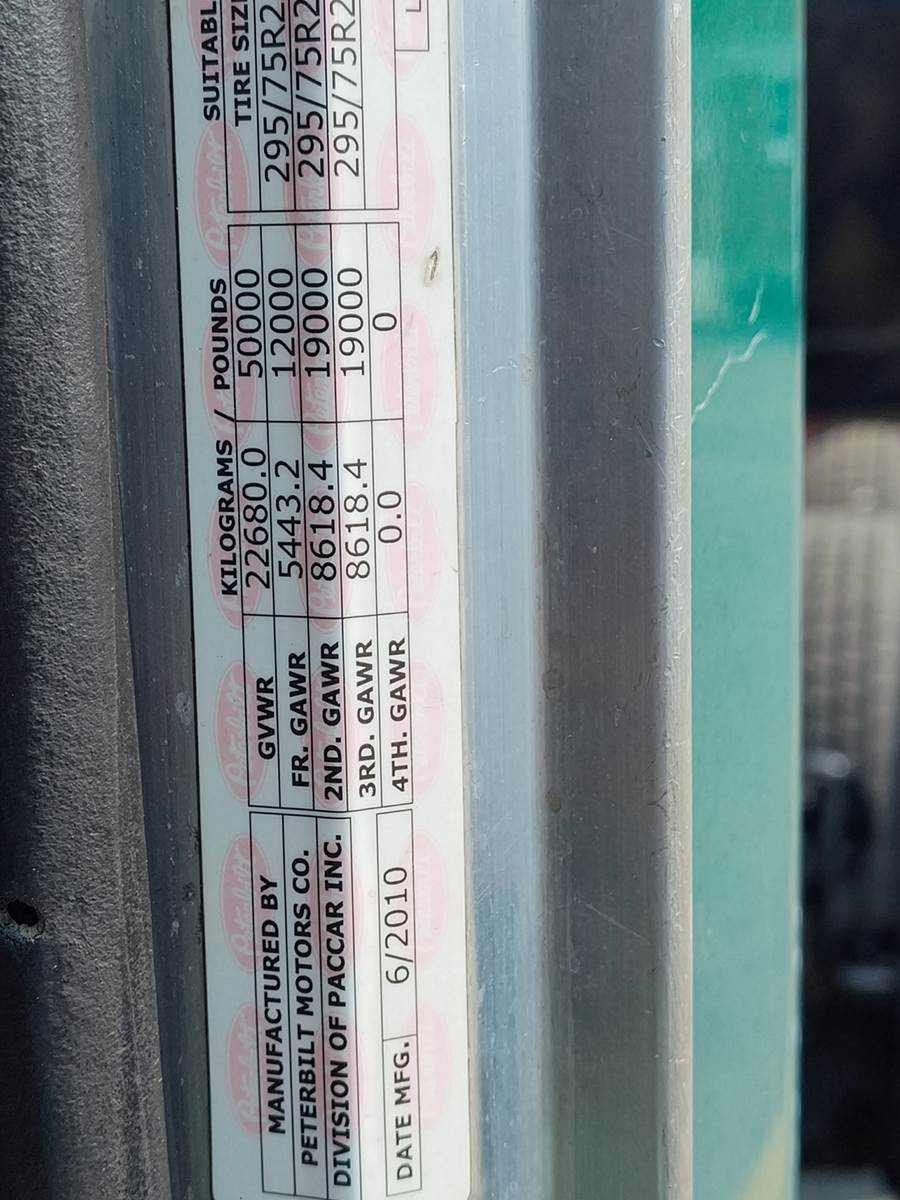 MANUFACTURED BY
PETERBILT MOTORS CO.
DIVISION OF PACCAR INC.
DATE MFG. 6/2010
KILOGRAMS / POUNDS
GVWR 22680.0 50000
FR. GAWR 5443.2 12000
2ND. GAWR 8618.4 19000
3RD. GAWR 8618.4 19000
4TH. GAWR 0.0 0
SUITABL
TIRE SIZE
295/75R2
295/75R2
295/75R2
L